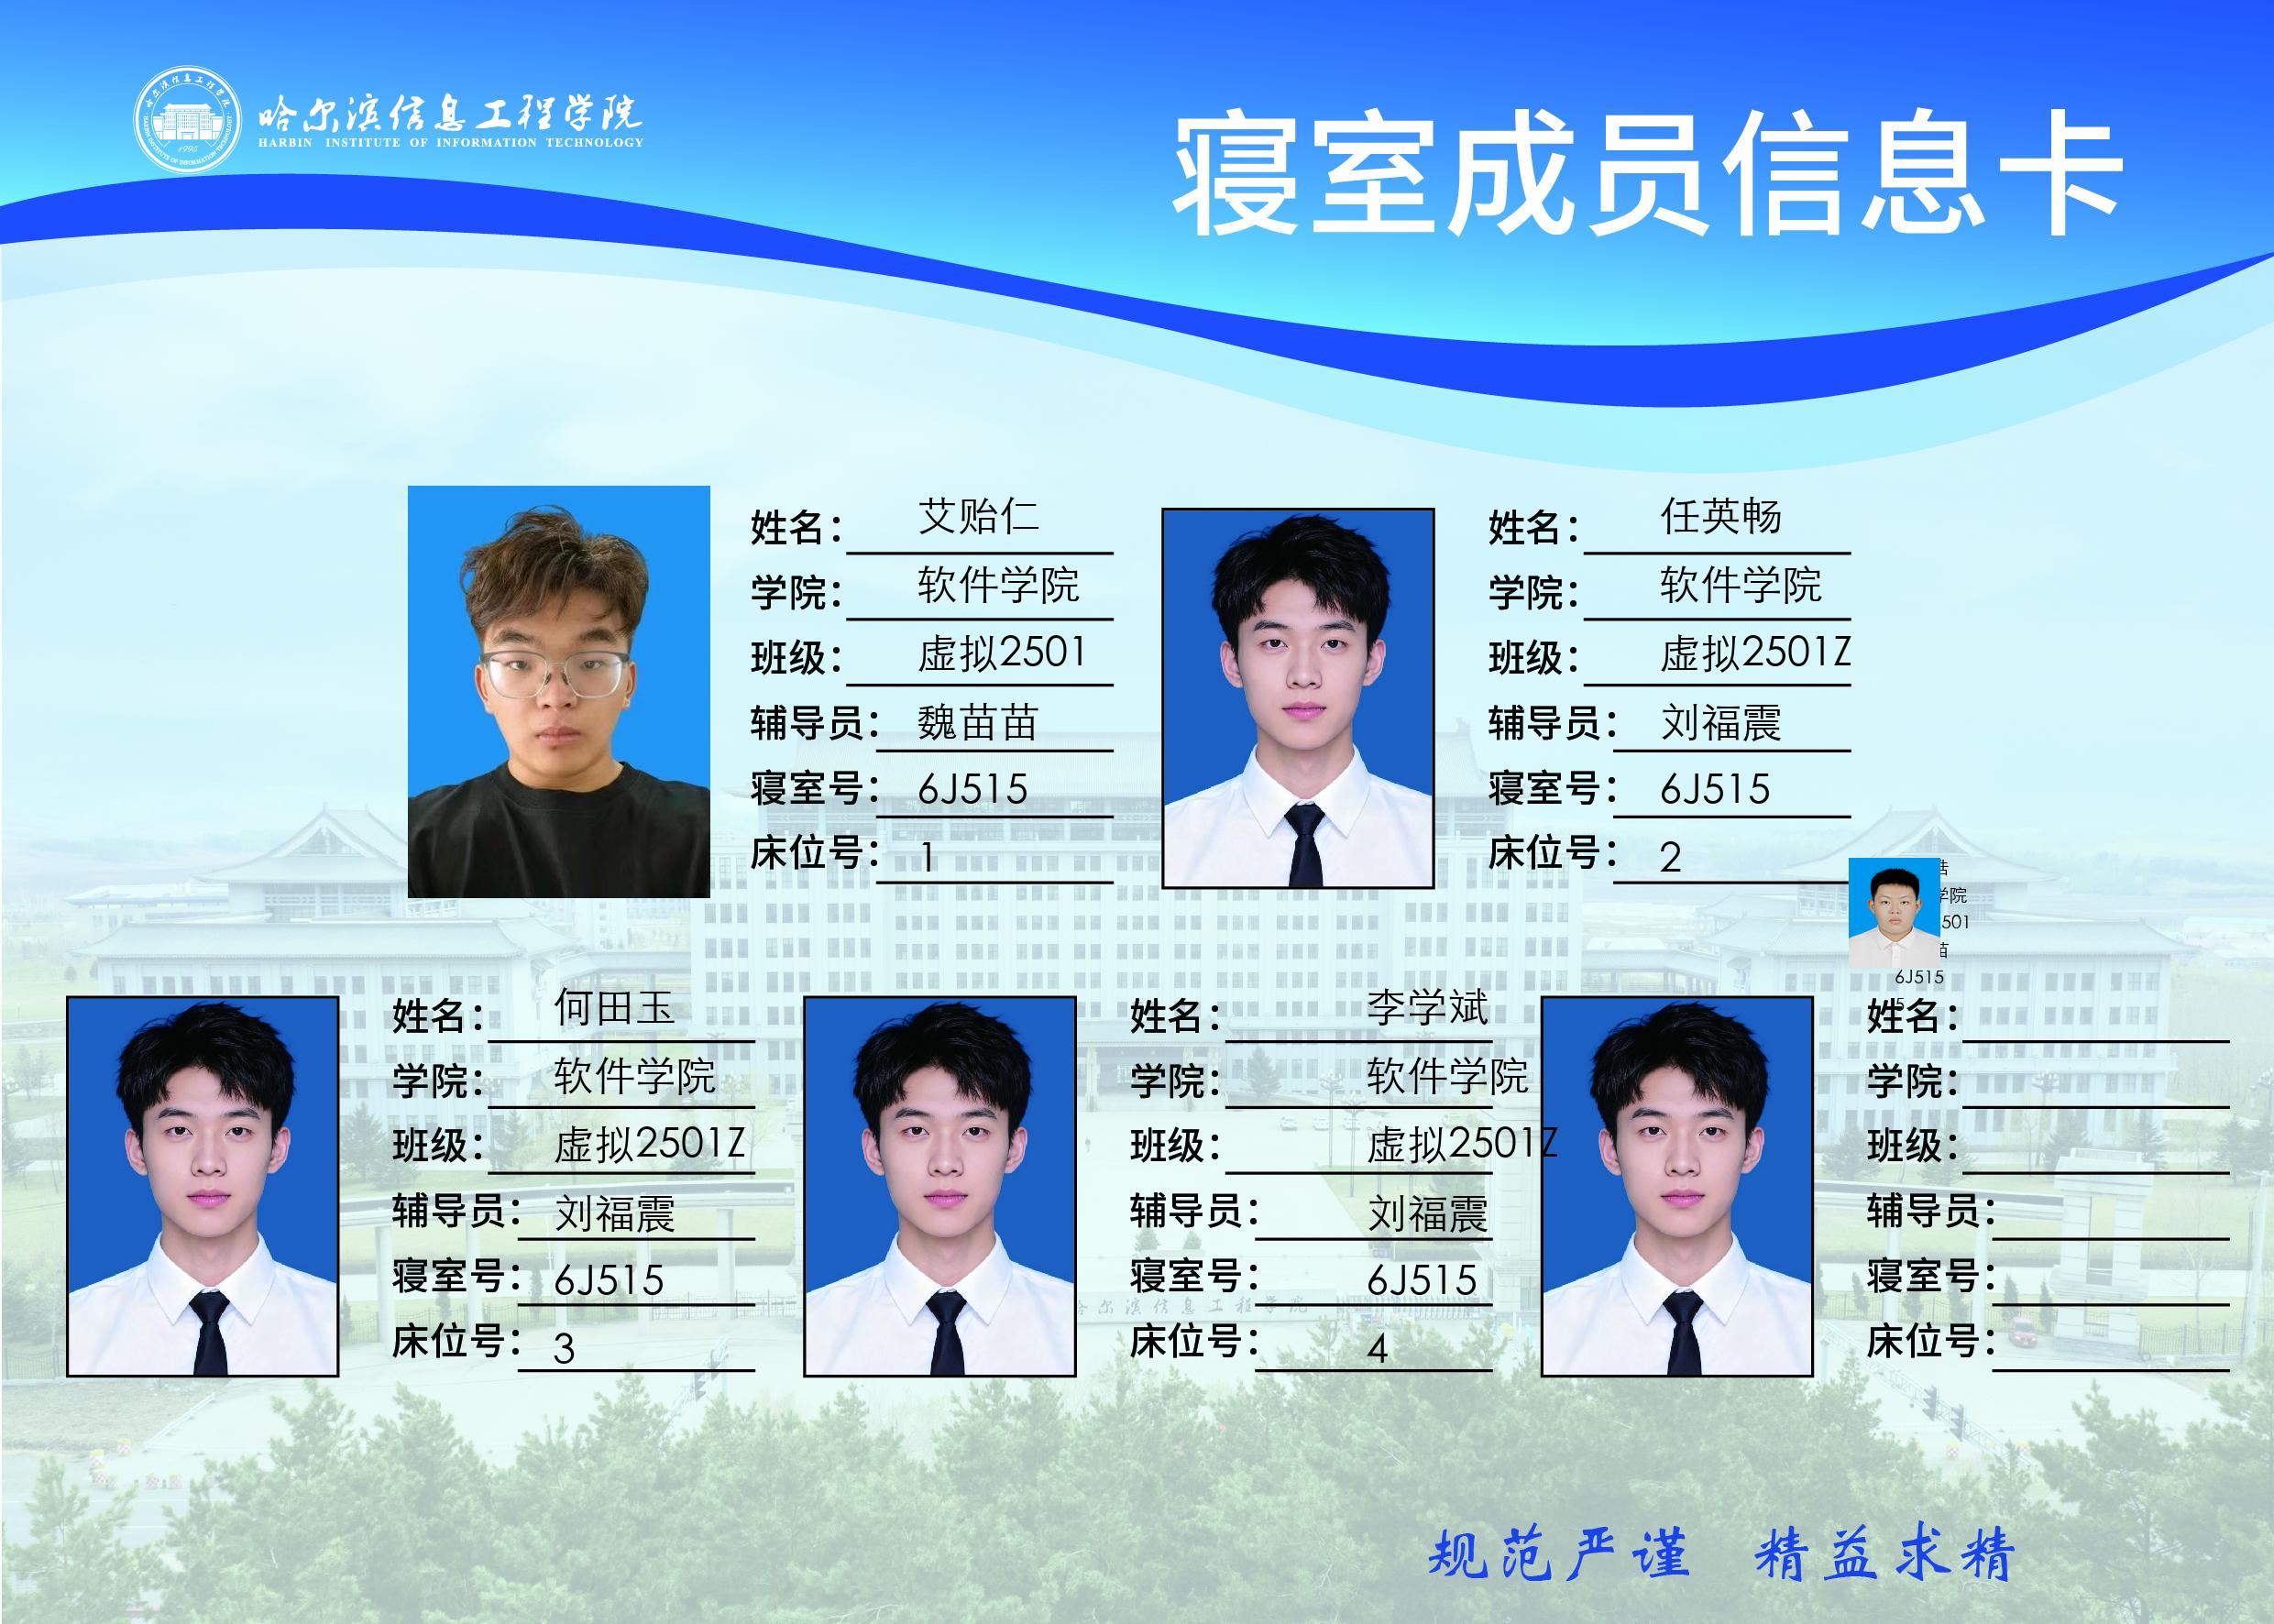 哈尔滨信息工程学院
HARBIN INSTITUTE OF INFORMATION TECHNOLOGY
1995
寝室成员信息卡
姓名： 艾贻仁
学院： 软件学院
班级： 虚拟2501
辅导员： 魏苗苗
寝室号： 6J515
床位号： 1
姓名： 任英畅
学院： 软件学院
班级： 虚拟2501Z
辅导员： 刘福震
寝室号： 6J515
床位号： 2
学院
501
苗
6J515
姓名： 何田玉
学院： 软件学院
班级： 虚拟2501Z
辅导员： 刘福震
寝室号： 6J515
床位号： 3
姓名： 李学斌
学院： 软件学院
班级： 虚拟2501Z
辅导员： 刘福震
寝室号： 6J515
床位号： 4
姓名：
学院：
班级：
辅导员：
寝室号：
床位号：
哈尔滨信息工程学院
规范严谨 精益求精